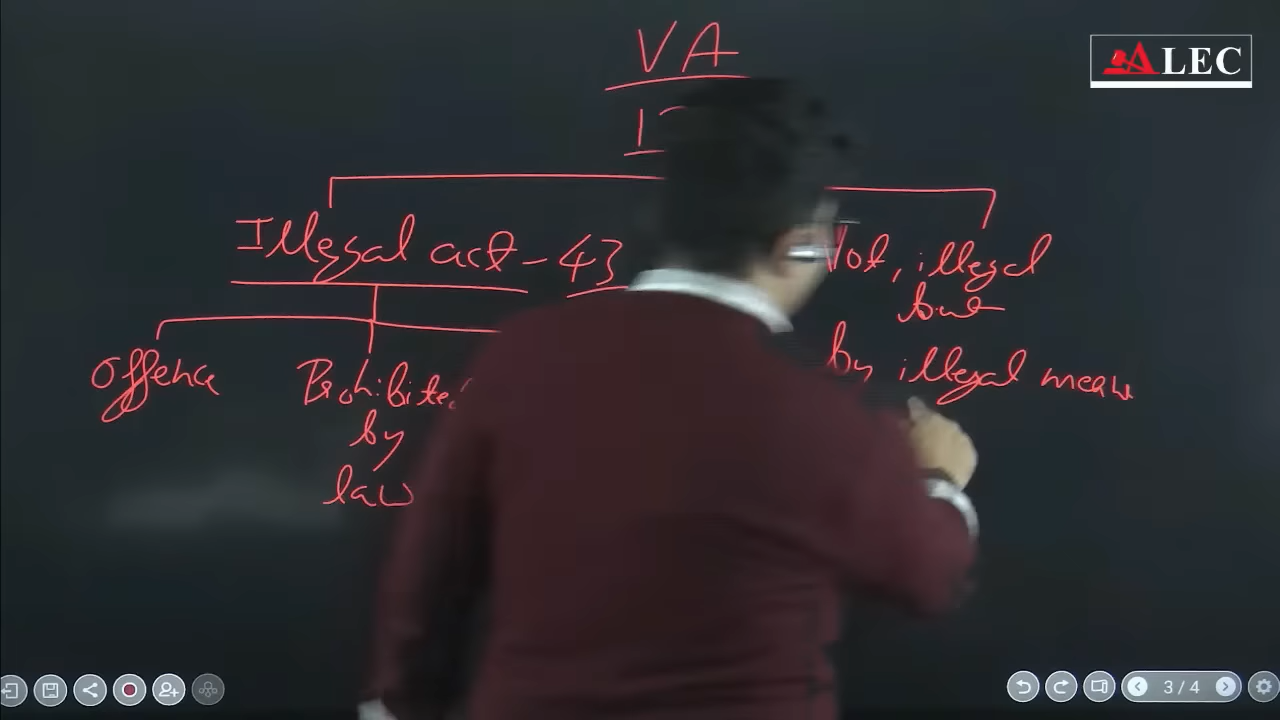 VA
ALEC
Illegal act - 43
Not, illegal
but
by illegal means
Offence
Prohibited
by
law
3 / 4